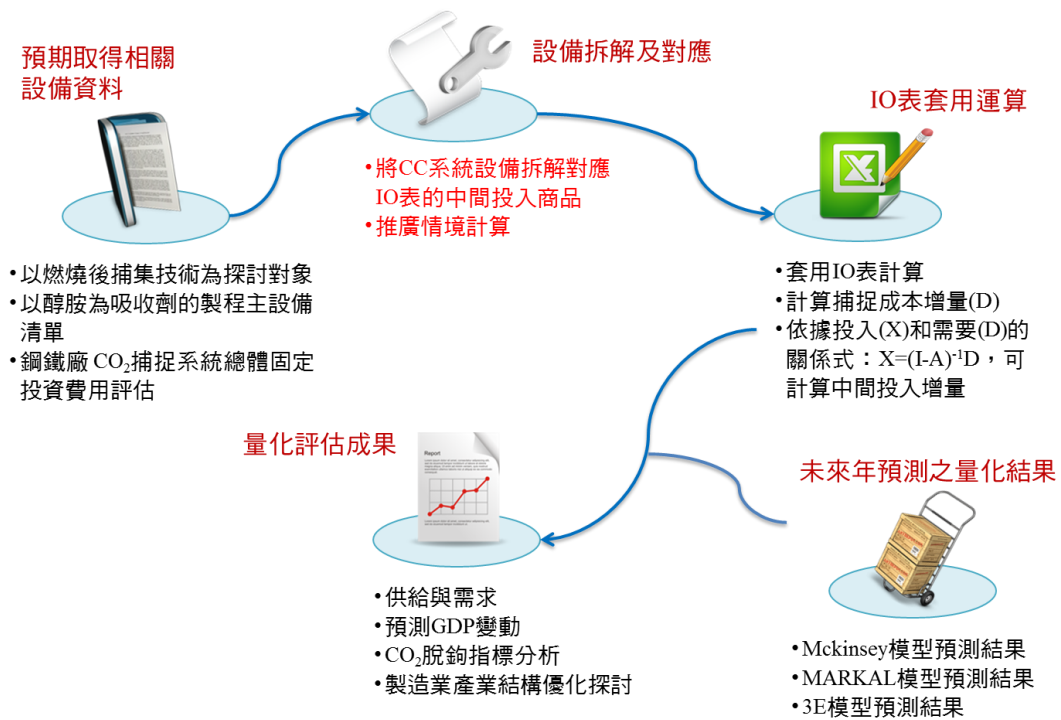 預期取得相關
設備資料
•以燃燒後捕集技術為探討對象
•以醇胺為吸收劑的製程主設備
清單
•鋼鐵廠 CO₂捕捉系統總體固定
投資費用評估
設備拆解及對應
•將CC系統設備拆解對應
IO表的中間投入商品
•推廣情境計算
IO表套用運算
•套用IO表計算
•計算捕捉成本增量(D)
•依據投入(X)和需要(D)的
關係式：X=(I-A)⁻¹D，可
計算中間投入增量
量化評估成果
Report
•供給與需求
•預測GDP變動
•CO₂脫鉤指標分析
•製造業產業結構優化探討
未來年預測之量化結果
•Mckinsey模型預測結果
•MARKAL模型預測結果
•3E模型預測結果